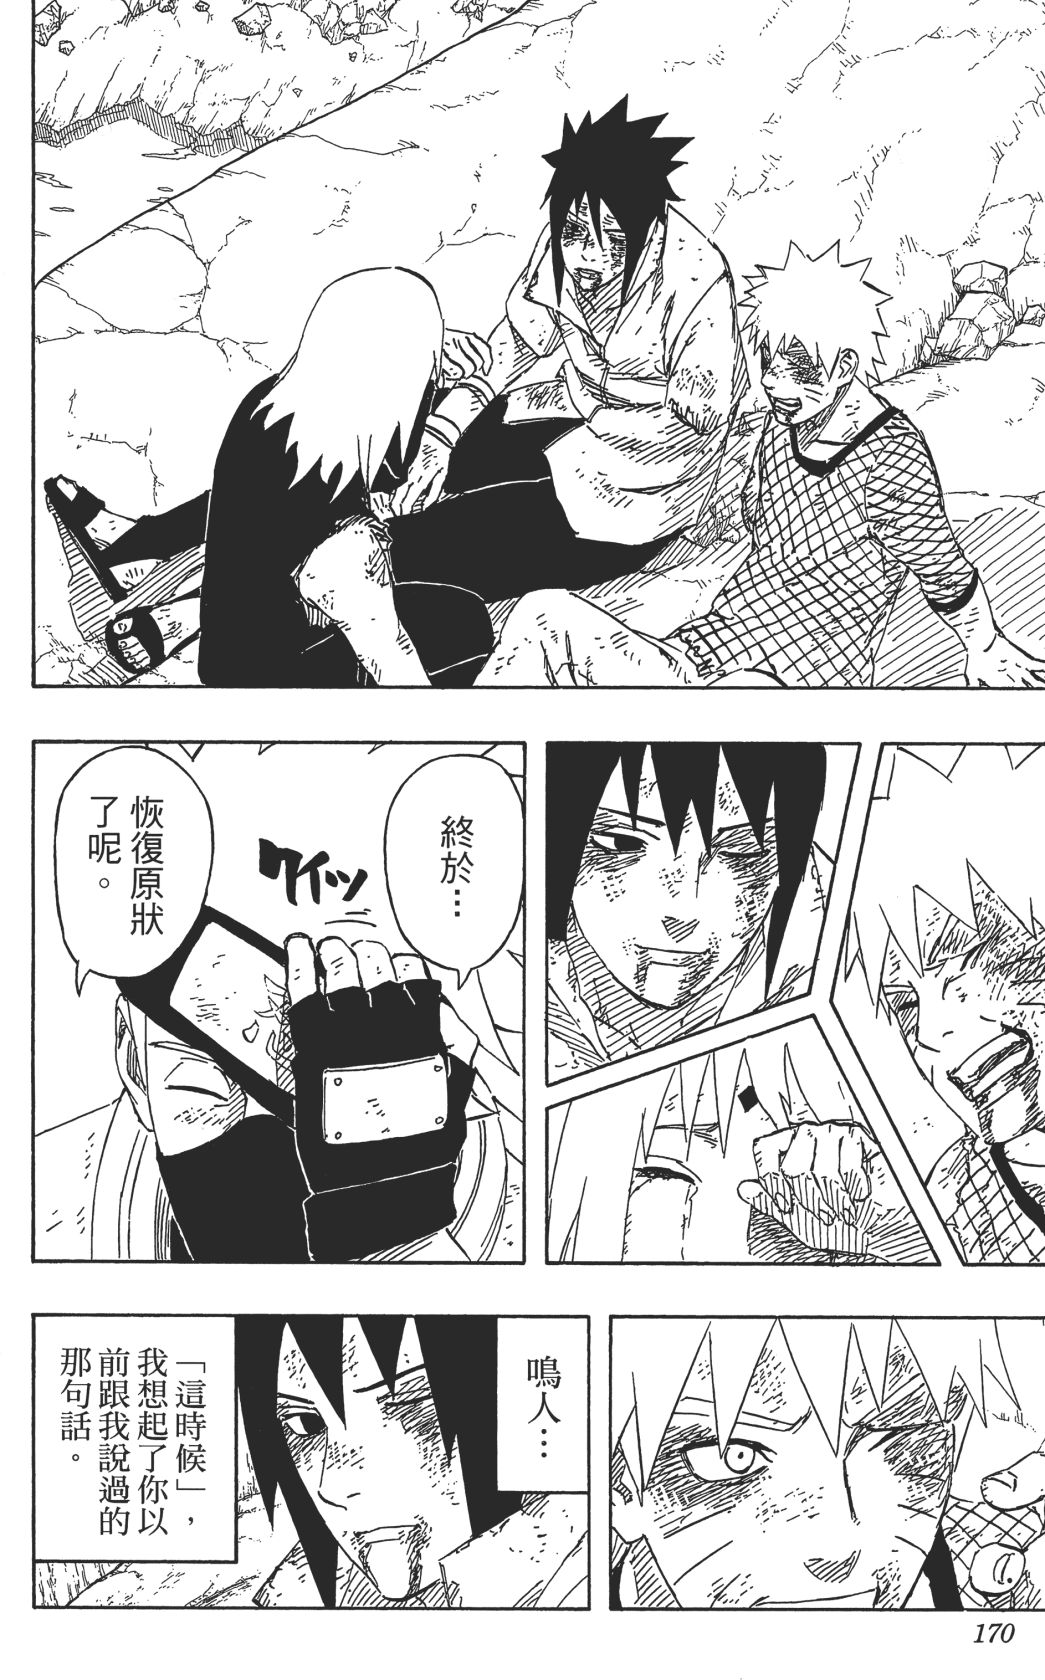 終於…
恢復原狀
了呢。
クイッ
鳴人…
「這時候」，
我想起了你以
前跟我說過的
那句話。
170